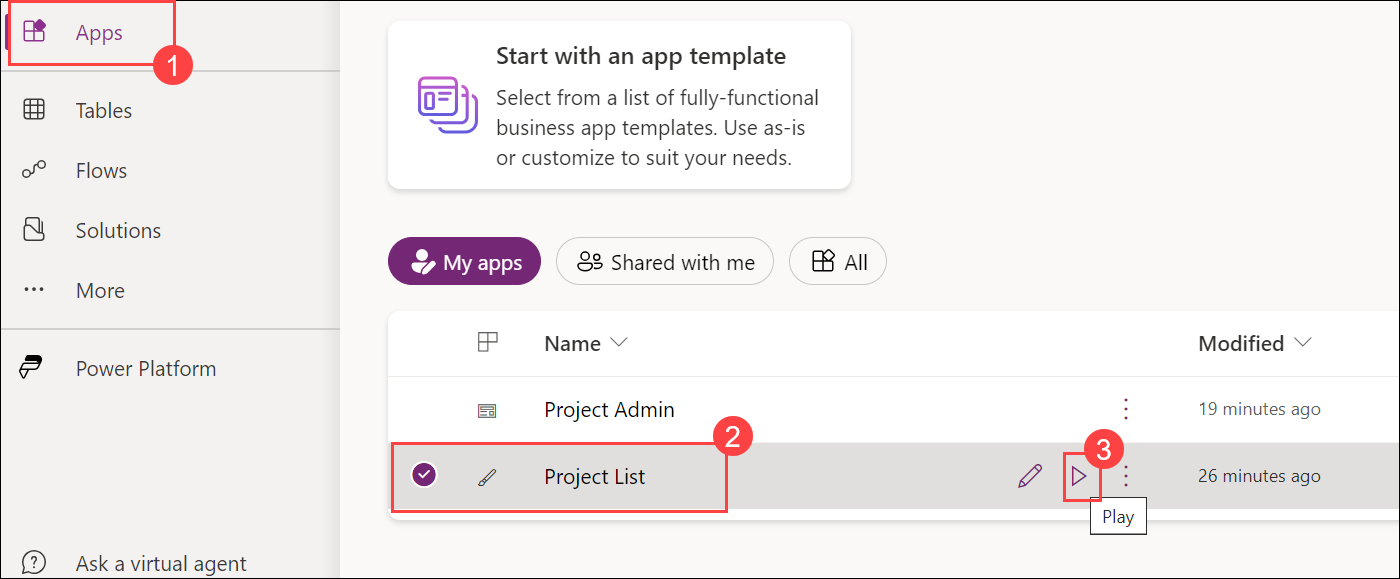 Apps
1
Tables
Flows
Solutions
More
Power Platform
Ask a virtual agent
Start with an app template
Select from a list of fully-functional
business app templates. Use as-is
or customize to suit your needs.
My apps
Shared with me
All
Name
Modified
Project Admin
19 minutes ago
2
3
Project List
26 minutes ago
Play